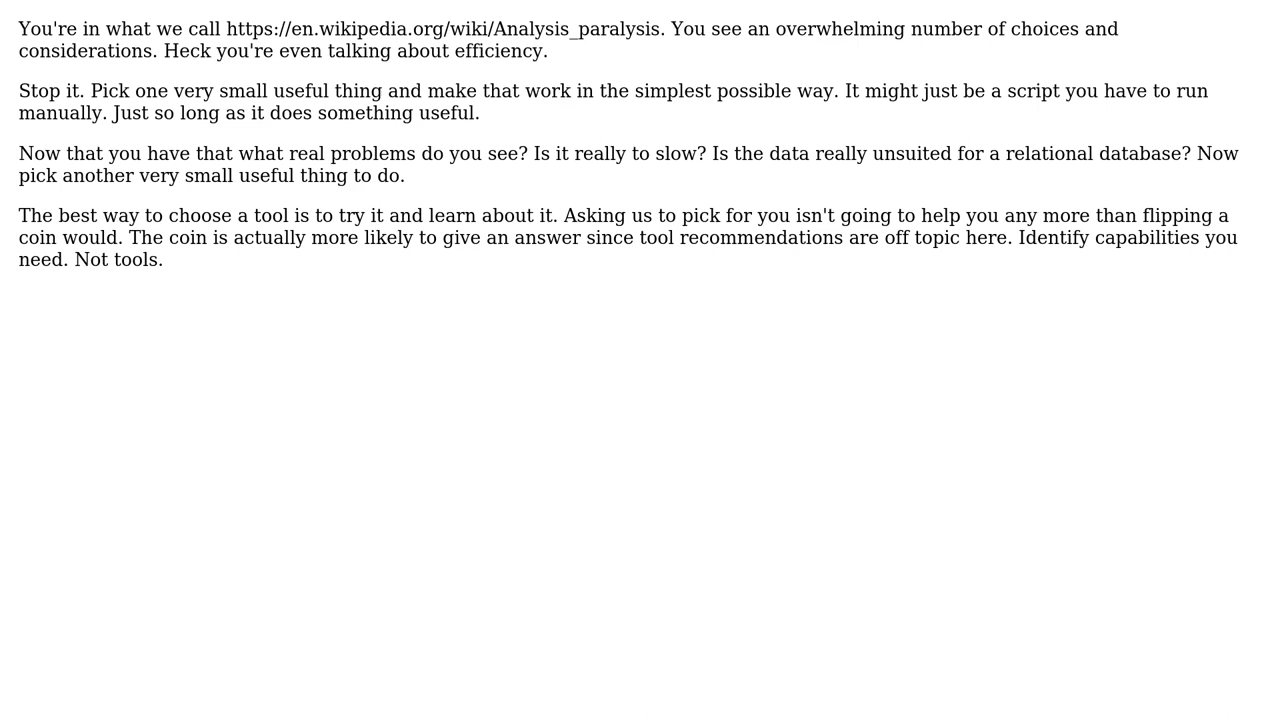 You're in what we call https://en.wikipedia.org/wiki/Analysis_paralysis. You see an overwhelming number of choices and
considerations. Heck you're even talking about efficiency.
Stop it. Pick one very small useful thing and make that work in the simplest possible way. It might just be a script you have to run
manually. Just so long as it does something useful.
Now that you have that what real problems do you see? Is it really to slow? Is the data really unsuited for a relational database? Now
pick another very small useful thing to do.
The best way to choose a tool is to try it and learn about it. Asking us to pick for you isn't going to help you any more than flipping a
coin would. The coin is actually more likely to give an answer since tool recommendations are off topic here. Identify capabilities you
need. Not tools.